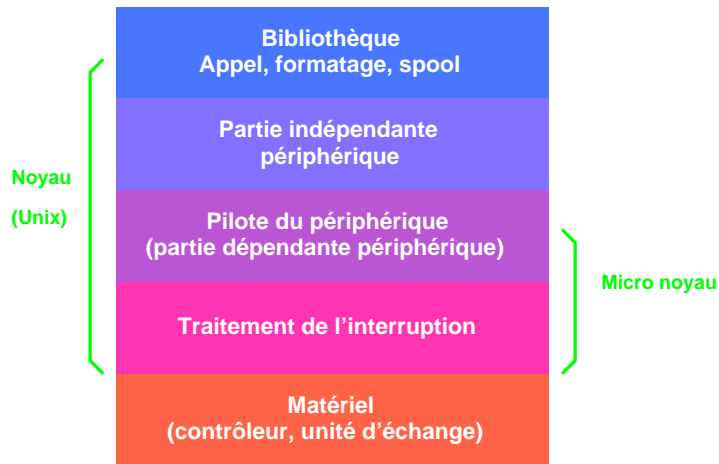 Bibliothèque
Appel, formatage, spool
Partie indépendante
périphérique
Noyau
(Unix)
Pilote du périphérique
(partie dépendante périphérique)
Micro noyau
Traitement de l’interruption
Matériel
(contrôleur, unité d’échange)